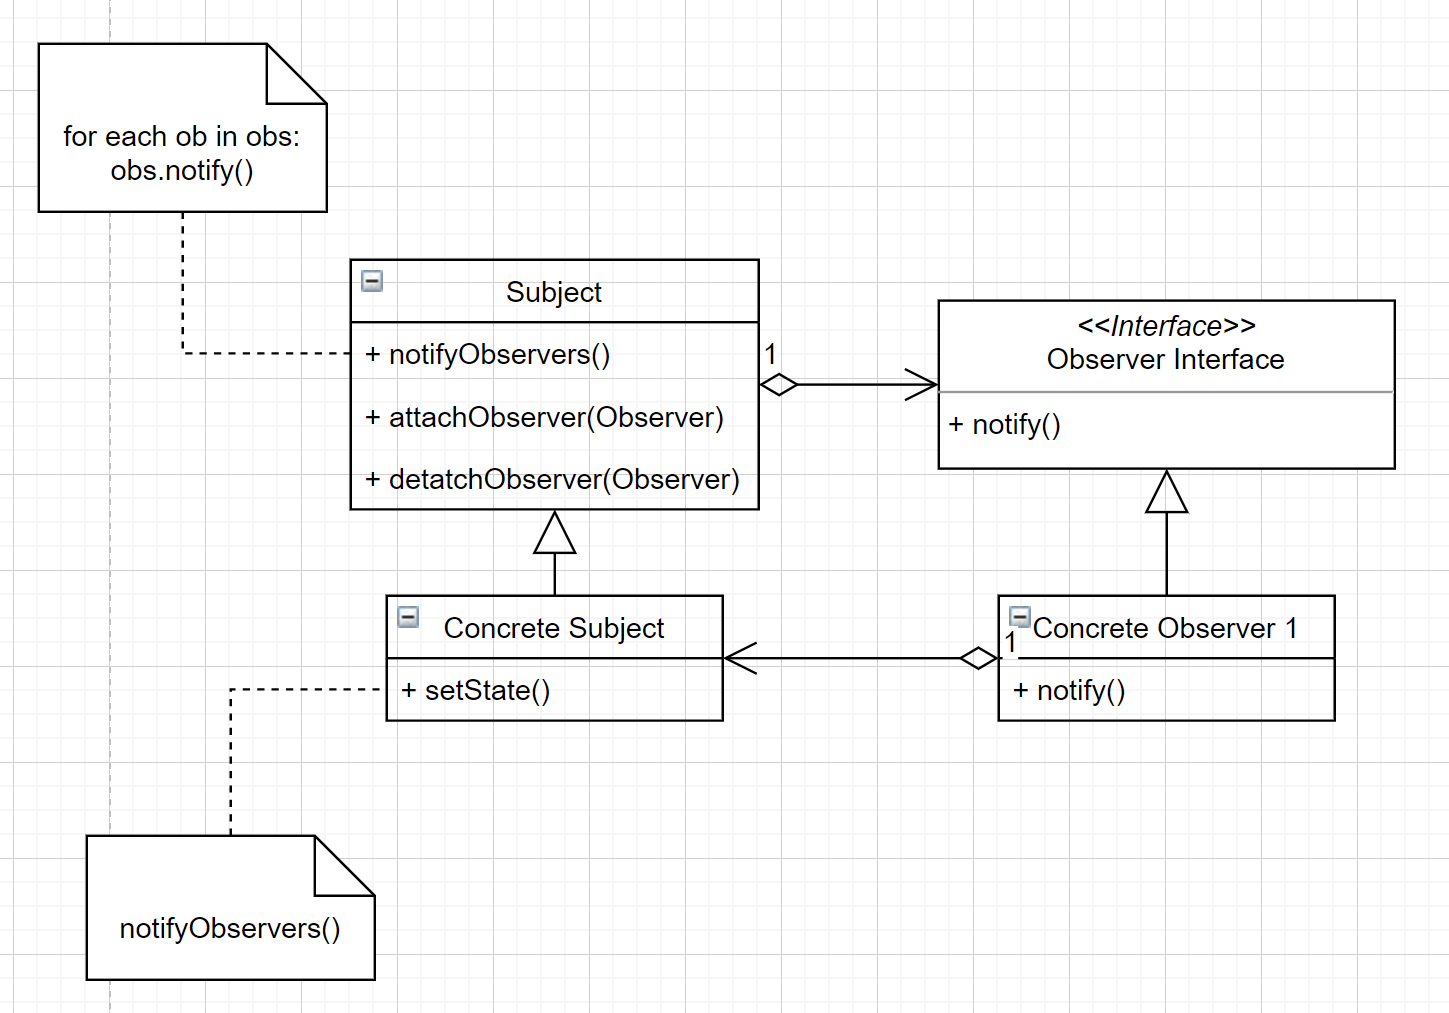 for each ob in obs:
obs.notify()
Subject
+ notifyObservers()
+ attachObserver(Observer)
+ detatchObserver(Observer)
1
<<Interface>>
Observer Interface
+ notify()
Concrete Subject
+ setState()
1
Concrete Observer 1
+ notify()
notifyObservers()